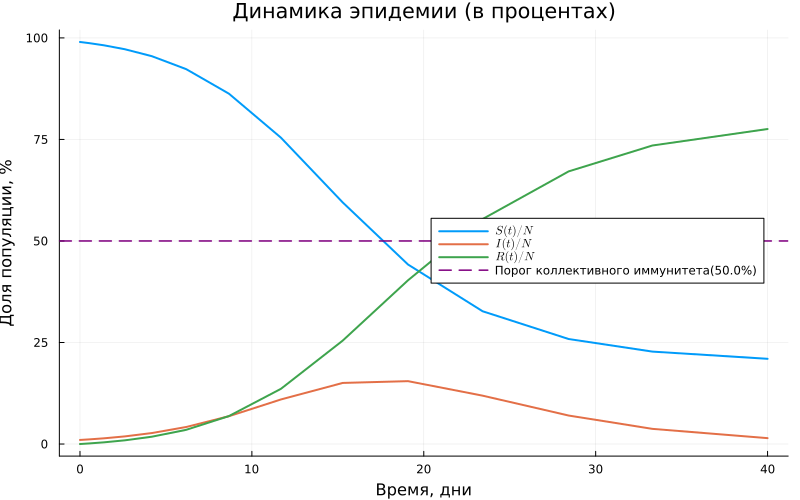 Динамика эпидемии (в процентах)
Доля популяции, %
100
75
50
25
0
S(t)/N
I(t)/N
R(t)/N
Порог коллективного иммунитета(50.0%)
0 10 20 30 40
Время, дни